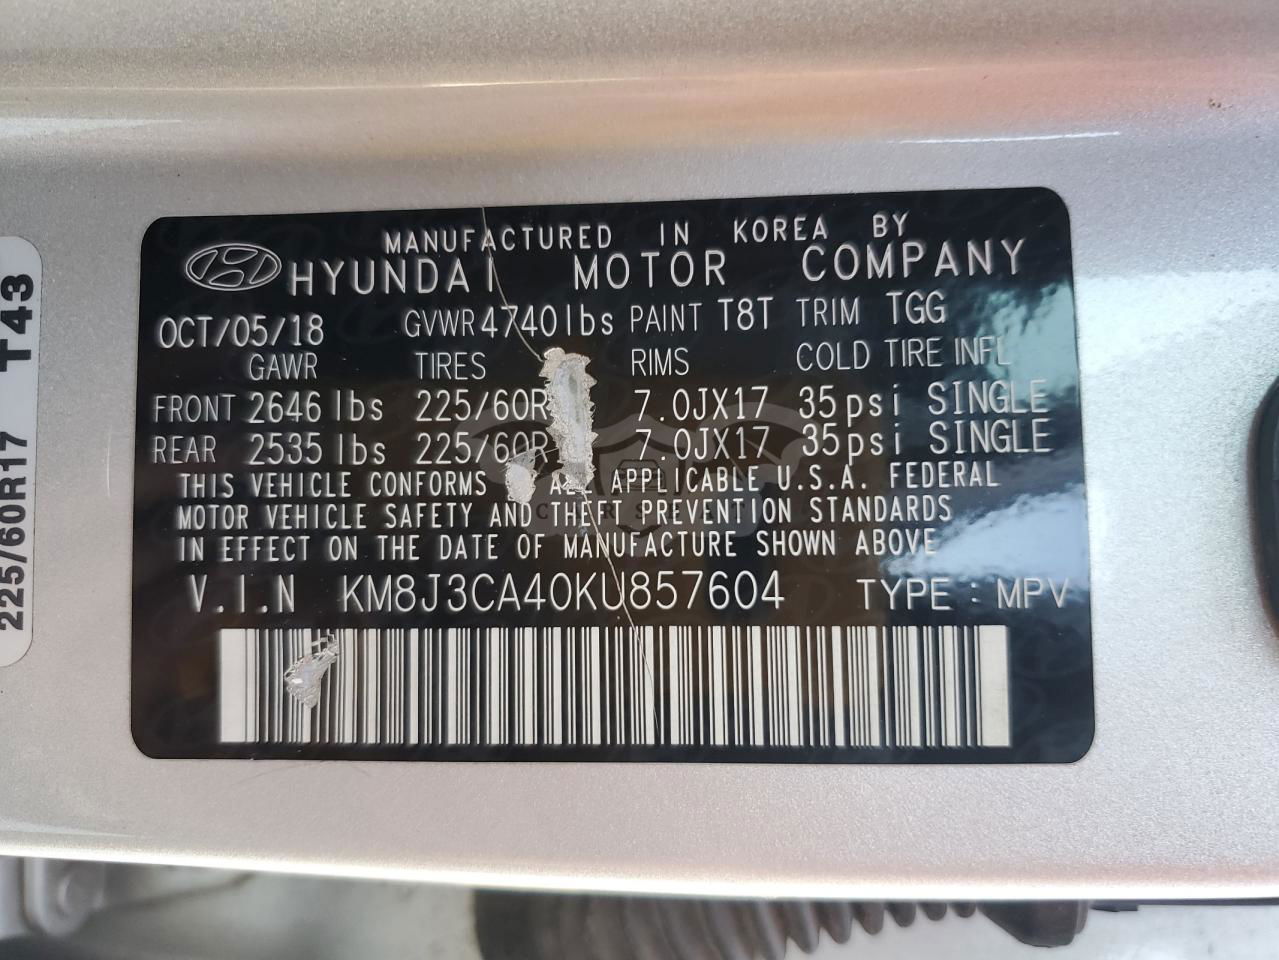 MANUFACTURED IN KOREA BY
HYUNDAI MOTOR COMPANY
OCT/05/18 GVWR 4740lbs PAINT T8T TRIM TGG
GAWR TIRES RIMS COLD TIRE INFL
FRONT 2646 lbs 225/60R 7.0JX17 35psi SINGLE
REAR 2535 lbs 225/60R 7.0JX17 35psi SINGLE
THIS VEHICLE CONFORMS ALL APPLICABLE U.S.A. FEDERAL
MOTOR VEHICLE SAFETY AND THEFT PREVENTION STANDARDS
IN EFFECT ON THE DATE OF MANUFACTURE SHOWN ABOVE
V.I.N KM8J3CA40KU857604 TYPE : MPV
225/60R17 T43